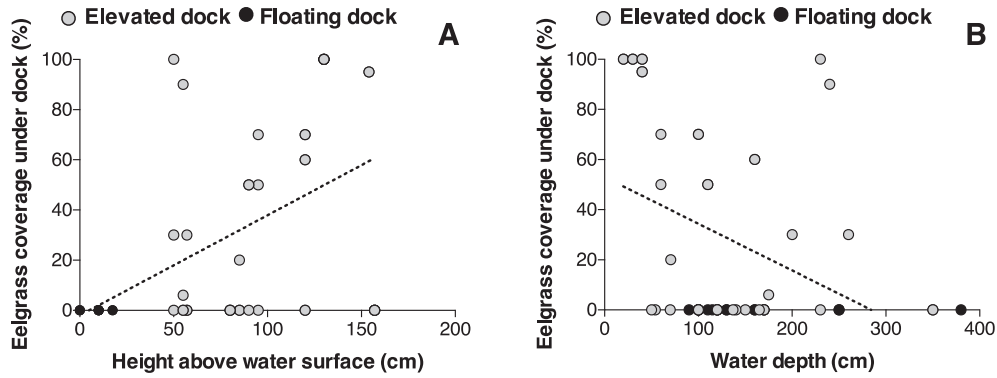 Elevated dock Floating dock
A
Eelgrass coverage under dock (%)
100
80
60
40
20
0
0 50 100 150 200
Height above water surface (cm)
Elevated dock Floating dock
B
Eelgrass coverage under dock (%)
100
80
60
40
20
0
0 100 200 300 400
Water depth (cm)